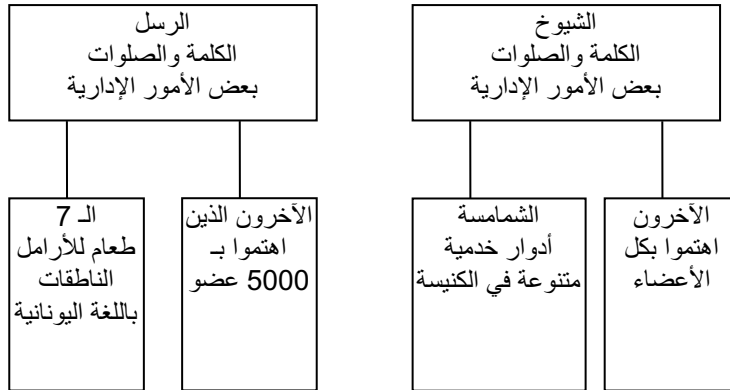 الشيوخ
الكلمة والصلوات
بعض الأمور الإدارية
الرسل
الكلمة والصلوات
بعض الأمور الإدارية
الآخرون
اهتموا بكل
الأعضاء
الشمامسة
أدوار خدمية
متنوعة في الكنيسة
الآخرون الذين
اهتموا بـ
5000 عضو
الـ 7
طعام للأرامل
الناطقات
باللغة اليونانية